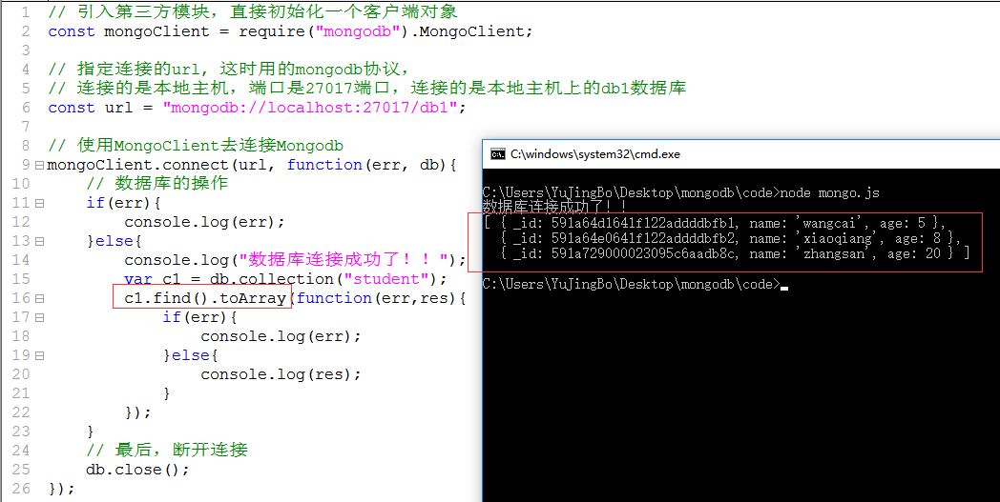 1 // 引入第三方模块，直接初始化一个客户端对象
2 const mongoClient = require("mongodb").MongoClient;
3
4 // 指定连接的url, 这时用的mongodb协议，
5 // 连接的是本地主机，端口是27017端口，连接的是本地主机上的db1数据库
6 const url = "mongodb://localhost:27017/db1";
7
8 // 使用MongoClient去连接Mongodb
9 mongoClient.connect(url, function(err, db){
10 // 数据库的操作
11 if(err){
12 console.log(err);
13 }else{
14 console.log("数据库连接成功了！！");
15 var c1 = db.collection("student");
16 c1.find().toArray(function(err,res){
17 if(err){
18 console.log(err);
19 }else{
20 console.log(res);
21 }
22 });
23 }
24 // 最后，断开连接
25 db.close();
26 });
C:\windows\system32\cmd.exe
C:\Users\YuJingBo\Desktop\mongodb\code>node mongo.js
数据库连接成功了！！
[ { _id: 591a64d1641f122addddbfb1, name: 'wangcai', age: 5 },
{ _id: 591a64e0641f122addddbfb2, name: 'xiaoqiang', age: 8 },
{ _id: 591a729000023095c6aadb8c, name: 'zhangsan', age: 20 } ]
C:\Users\YuJingBo\Desktop\mongodb\code>